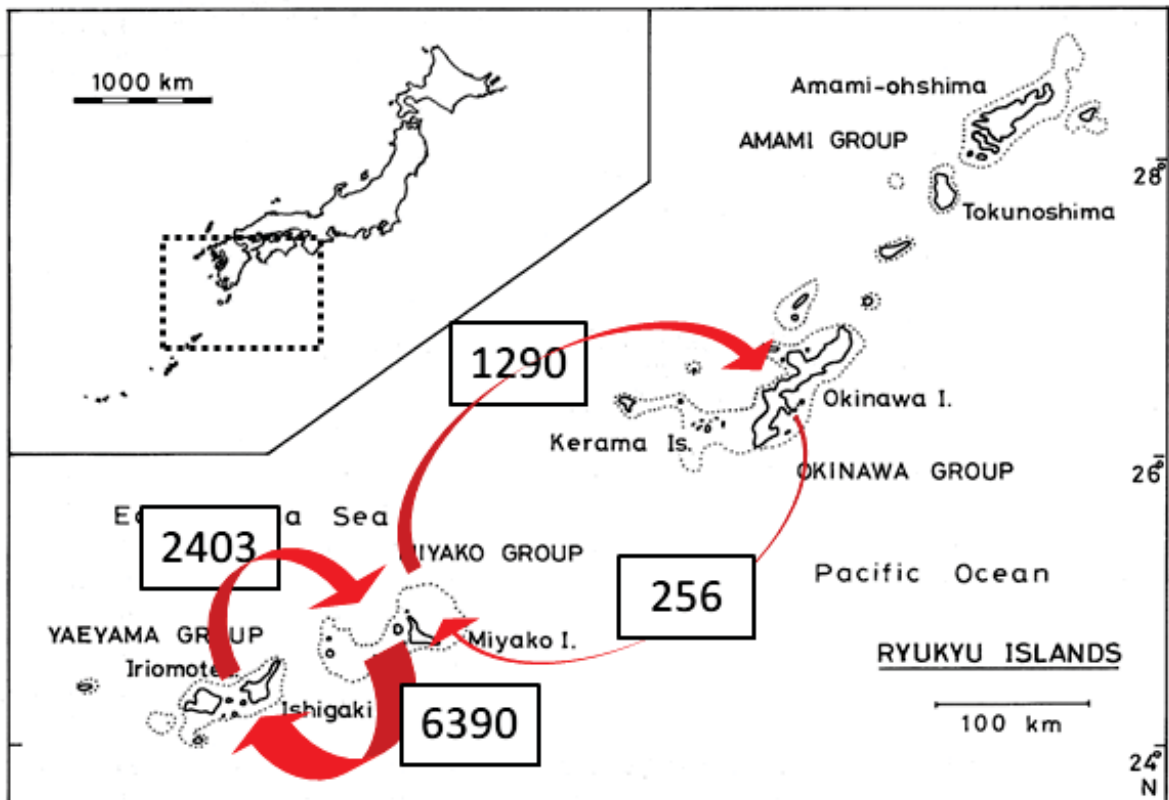 1000 km
Amami-ohshima
AMAMI GROUP
28°
Tokunoshima
1290
Okinawa I.
Kerama Is.
OKINAWA GROUP
26°
Sea
2403
MIYAKO GROUP
256
Pacific Ocean
YAEYAMA GROUP
Miyako I.
RYUKYU ISLANDS
Ishigaki
6390
100 km
24°
N